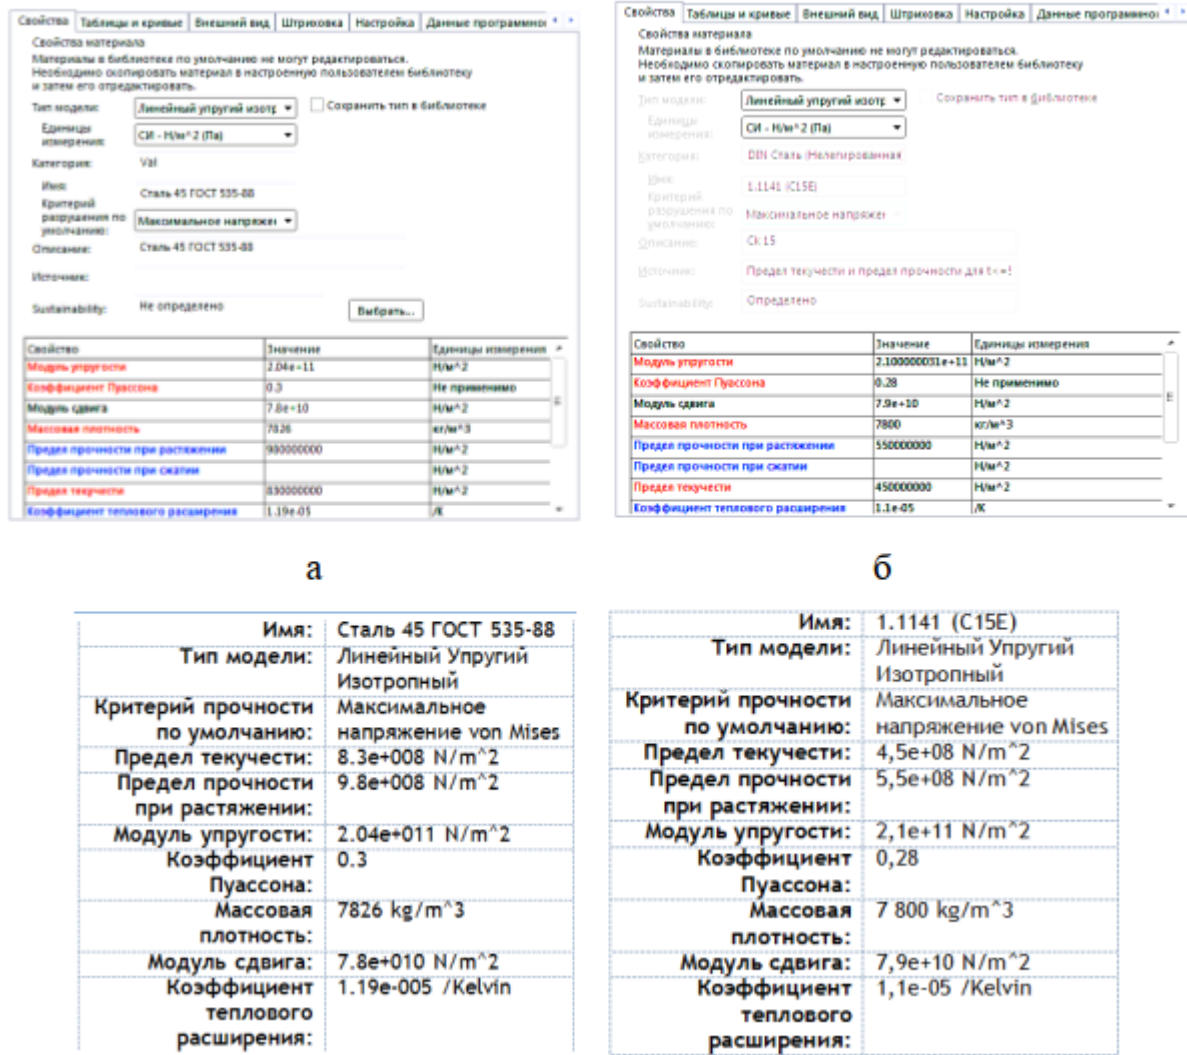 Свойства Таблицы и кривые Внешний вид Штриховка Настройка Данные программног
Свойства материала
Материалы в библиотеке по умолчанию не могут редактироваться.
Необходимо скопировать материал в настроенную пользователем библиотеку
и затем его отредактировать.
Тип модели: Линейный упругий изотр Сохранить тип в библиотеке
Единицы
измерения: СИ - Н/м^2 (Па)
Категория: Val
Имя: Сталь 45 ГОСТ 535-88
Критерий
разрушения по
умолчанию: Максимальное напряжен
Описание: Сталь 45 ГОСТ 535-88
Источник:
Sustainability: Не определено Выбрать...
Свойство Значение Единицы измерения
Модуль упругости 2.04e+11 Н/м^2
Коэффициент Пуассона 0.3 Не применимо
Модуль сдвига 7.8e+10 Н/м^2
Массовая плотность 7826 кг/м^3
Предел прочности при растяжении 980000000 Н/м^2
Предел прочности при сжатии Н/м^2
Предел текучести 830000000 Н/м^2
Коэффициент теплового расширения 1.19e-05 /К
а
Свойства Таблицы и кривые Внешний вид Штриховка Настройка Данные программног
Свойства материала
Материалы в библиотеке по умолчанию не могут редактироваться.
Необходимо скопировать материал в настроенную пользователем библиотеку
и затем его отредактировать.
Тип модели: Линейный упругий изотр Сохранить тип в библиотеке
Единицы
измерения: СИ - Н/м^2 (Па)
Категория: DIN Сталь (Нелегированная
Имя: 1.1141 (C15E)
Критерий
разрушения по
умолчанию: Максимальное напряжен
Описание: Ck 15
Источник: Предел текучести и предел прочности для t<=!
Sustainability: Определено
Свойство Значение Единицы измерения
Модуль упругости 2.100000031e+11 Н/м^2
Коэффициент Пуассона 0.28 Не применимо
Модуль сдвига 7.9e+10 Н/м^2
Массовая плотность 7800 кг/м^3
Предел прочности при растяжении 550000000 Н/м^2
Предел прочности при сжатии Н/м^2
Предел текучести 450000000 Н/м^2
Коэффициент теплового расширения 1.1e-05 /К
б
Имя: Сталь 45 ГОСТ 535-88
Тип модели: Линейный Упругий
Изотропный
Критерий прочности Максимальное
по умолчанию: напряжение von Mises
Предел текучести: 8.3e+008 N/m^2
Предел прочности 9.8e+008 N/m^2
при растяжении:
Модуль упругости: 2.04e+011 N/m^2
Коэффициент 0.3
Пуассона:
Массовая 7826 kg/m^3
плотность:
Модуль сдвига: 7.8e+010 N/m^2
Коэффициент 1.19e-005 /Kelvin
теплового
расширения:
Имя: 1.1141 (C15E)
Тип модели: Линейный Упругий
Изотропный
Критерий прочности Максимальное
по умолчанию: напряжение von Mises
Предел текучести: 4,5e+08 N/m^2
Предел прочности 5,5e+08 N/m^2
при растяжении:
Модуль упругости: 2,1e+11 N/m^2
Коэффициент 0,28
Пуассона:
Массовая 7 800 kg/m^3
плотность:
Модуль сдвига: 7,9e+10 N/m^2
Коэффициент 1,1e-05 /Kelvin
теплового
расширения: